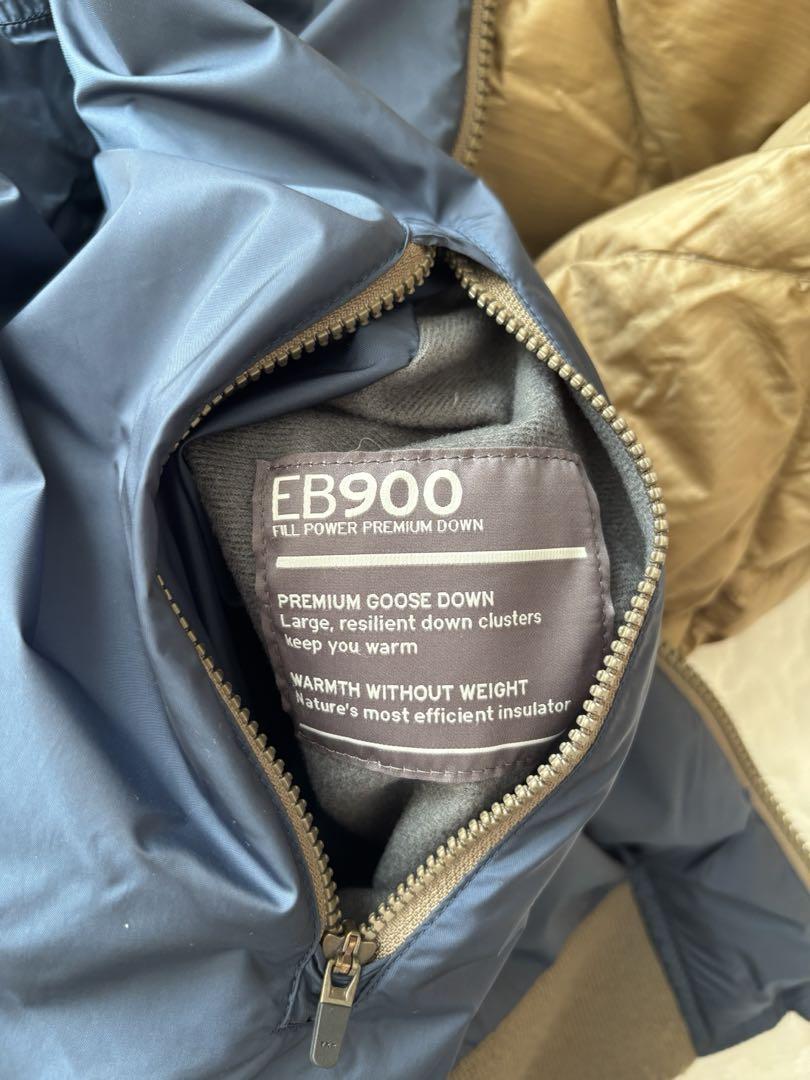 EB900
FILL POWER PREMIUM DOWN
PREMIUM GOOSE DOWN
Large, resilient down clusters
keep you warm
WARMTH WITHOUT WEIGHT
Nature's most efficient insulator